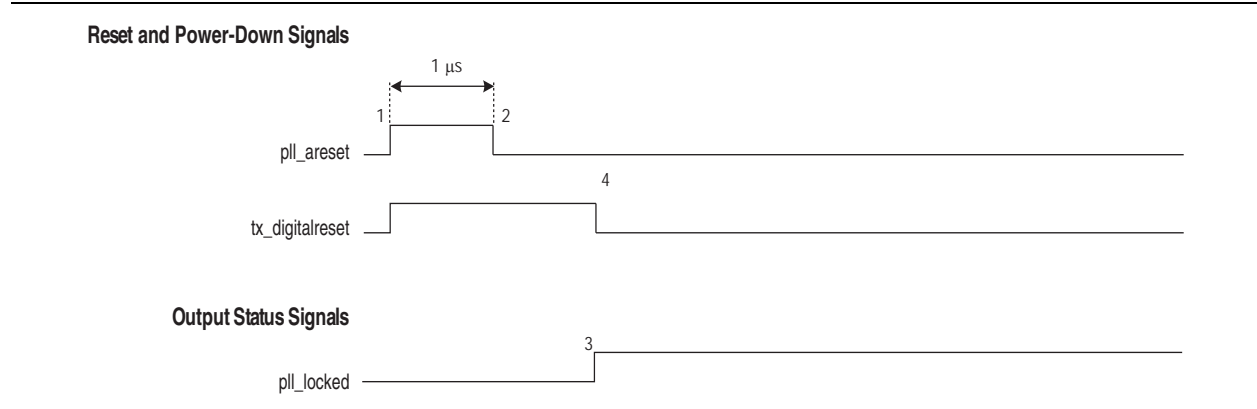 Reset and Power-Down Signals
1 μs
1
2
pll_areset
4
tx_digitalreset
Output Status Signals
3
pll_locked